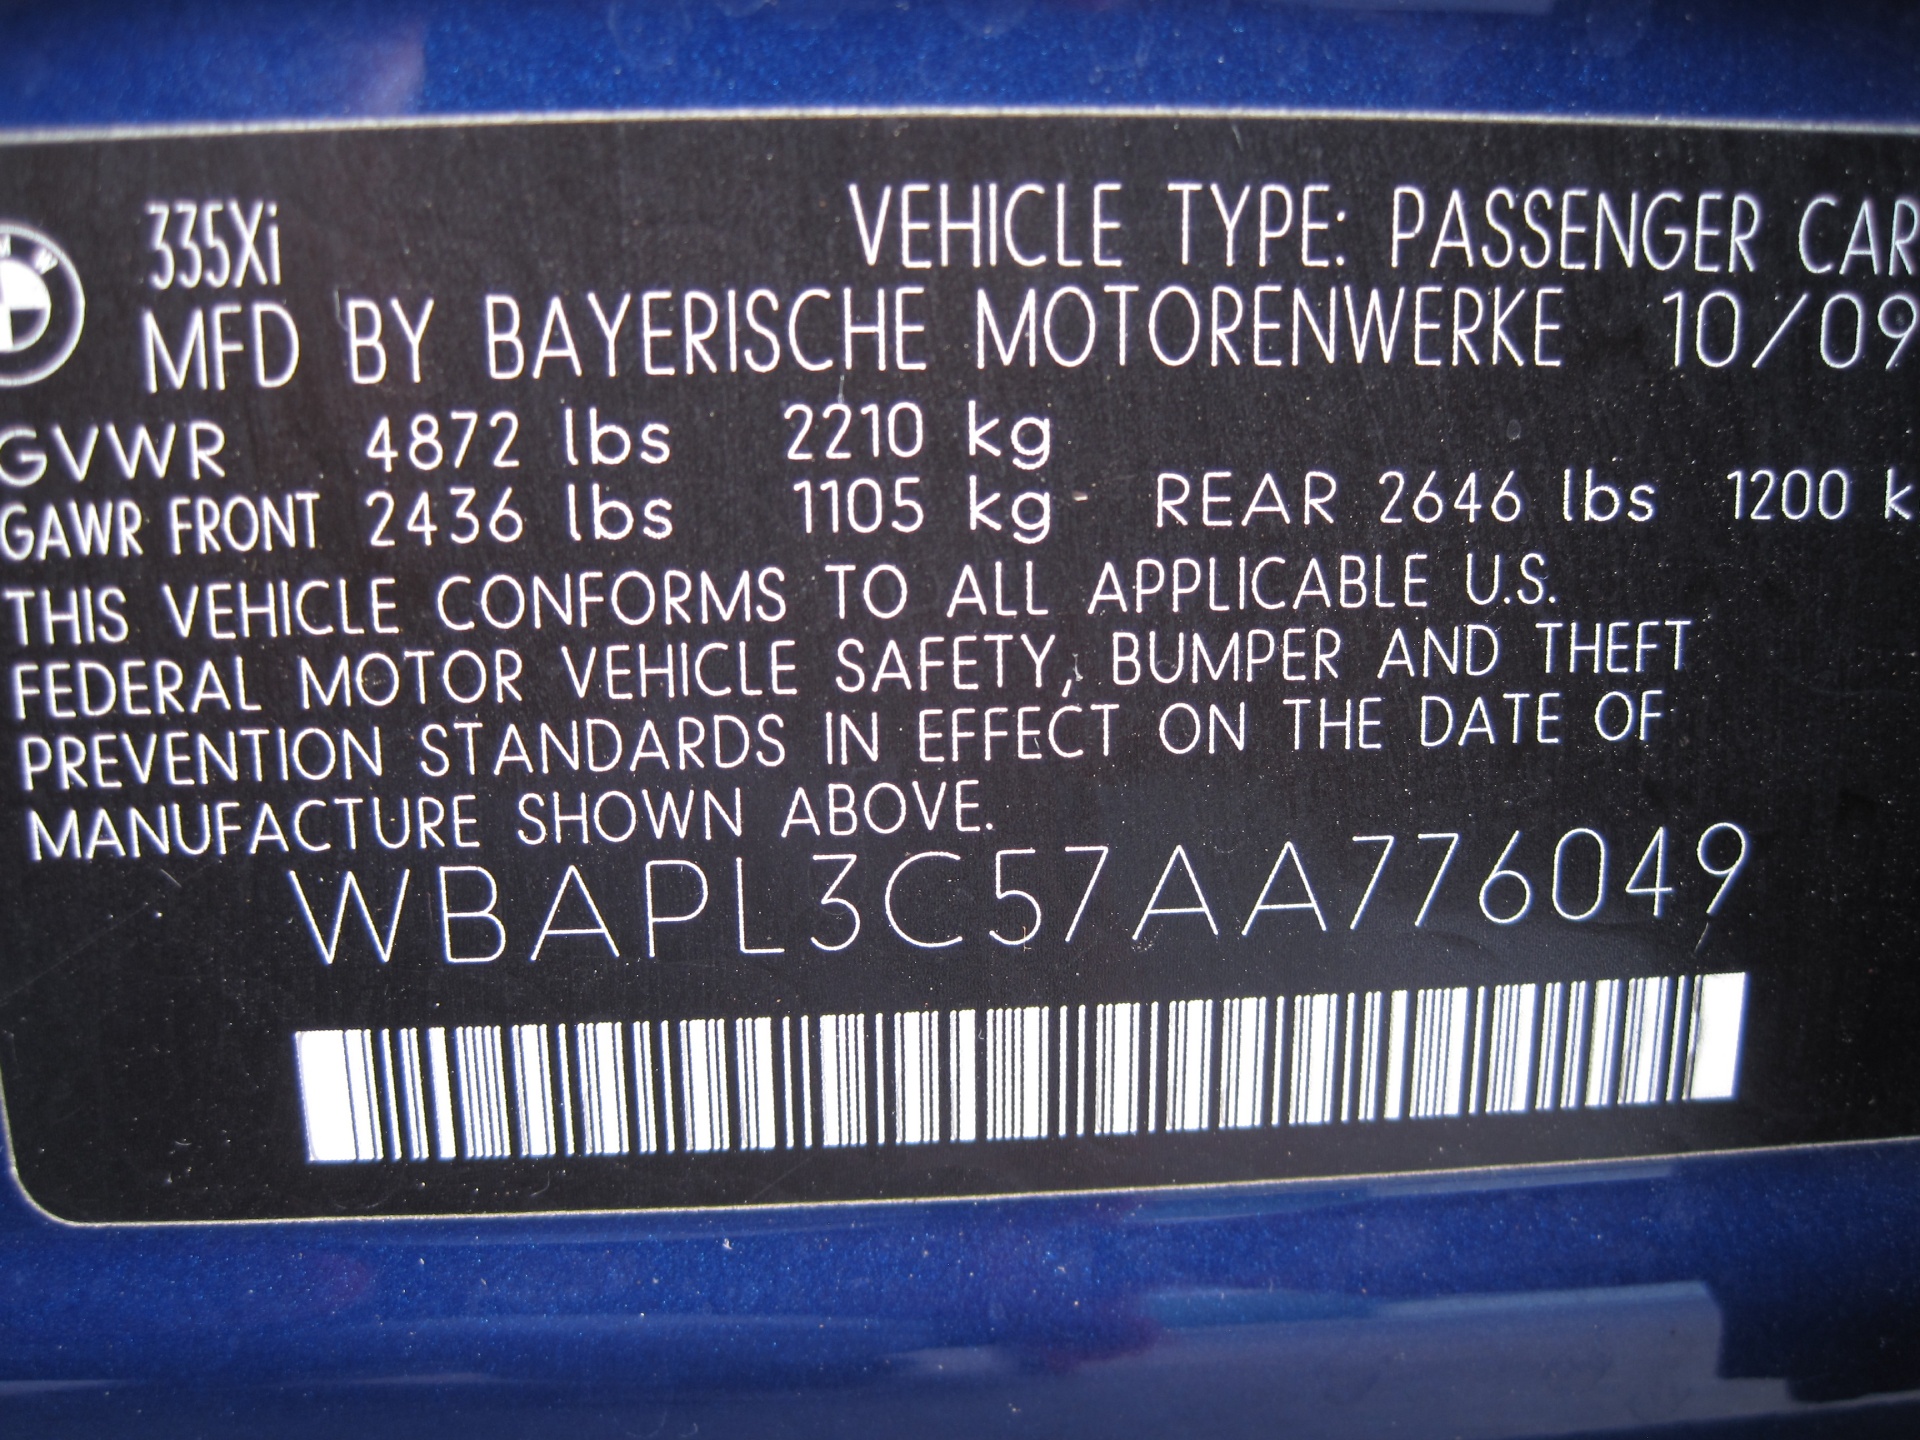 335Xi VEHICLE TYPE: PASSENGER CAR
MFD BY BAYERISCHE MOTORENWERKE 10/09
GVWR 4872 lbs 2210 kg
GAWR FRONT 2436 lbs 1105 kg REAR 2646 lbs 1200 k
THIS VEHICLE CONFORMS TO ALL APPLICABLE U.S.
FEDERAL MOTOR VEHICLE SAFETY, BUMPER AND THEFT
PREVENTION STANDARDS IN EFFECT ON THE DATE OF
MANUFACTURE SHOWN ABOVE.
WBAPL3C57AA776049